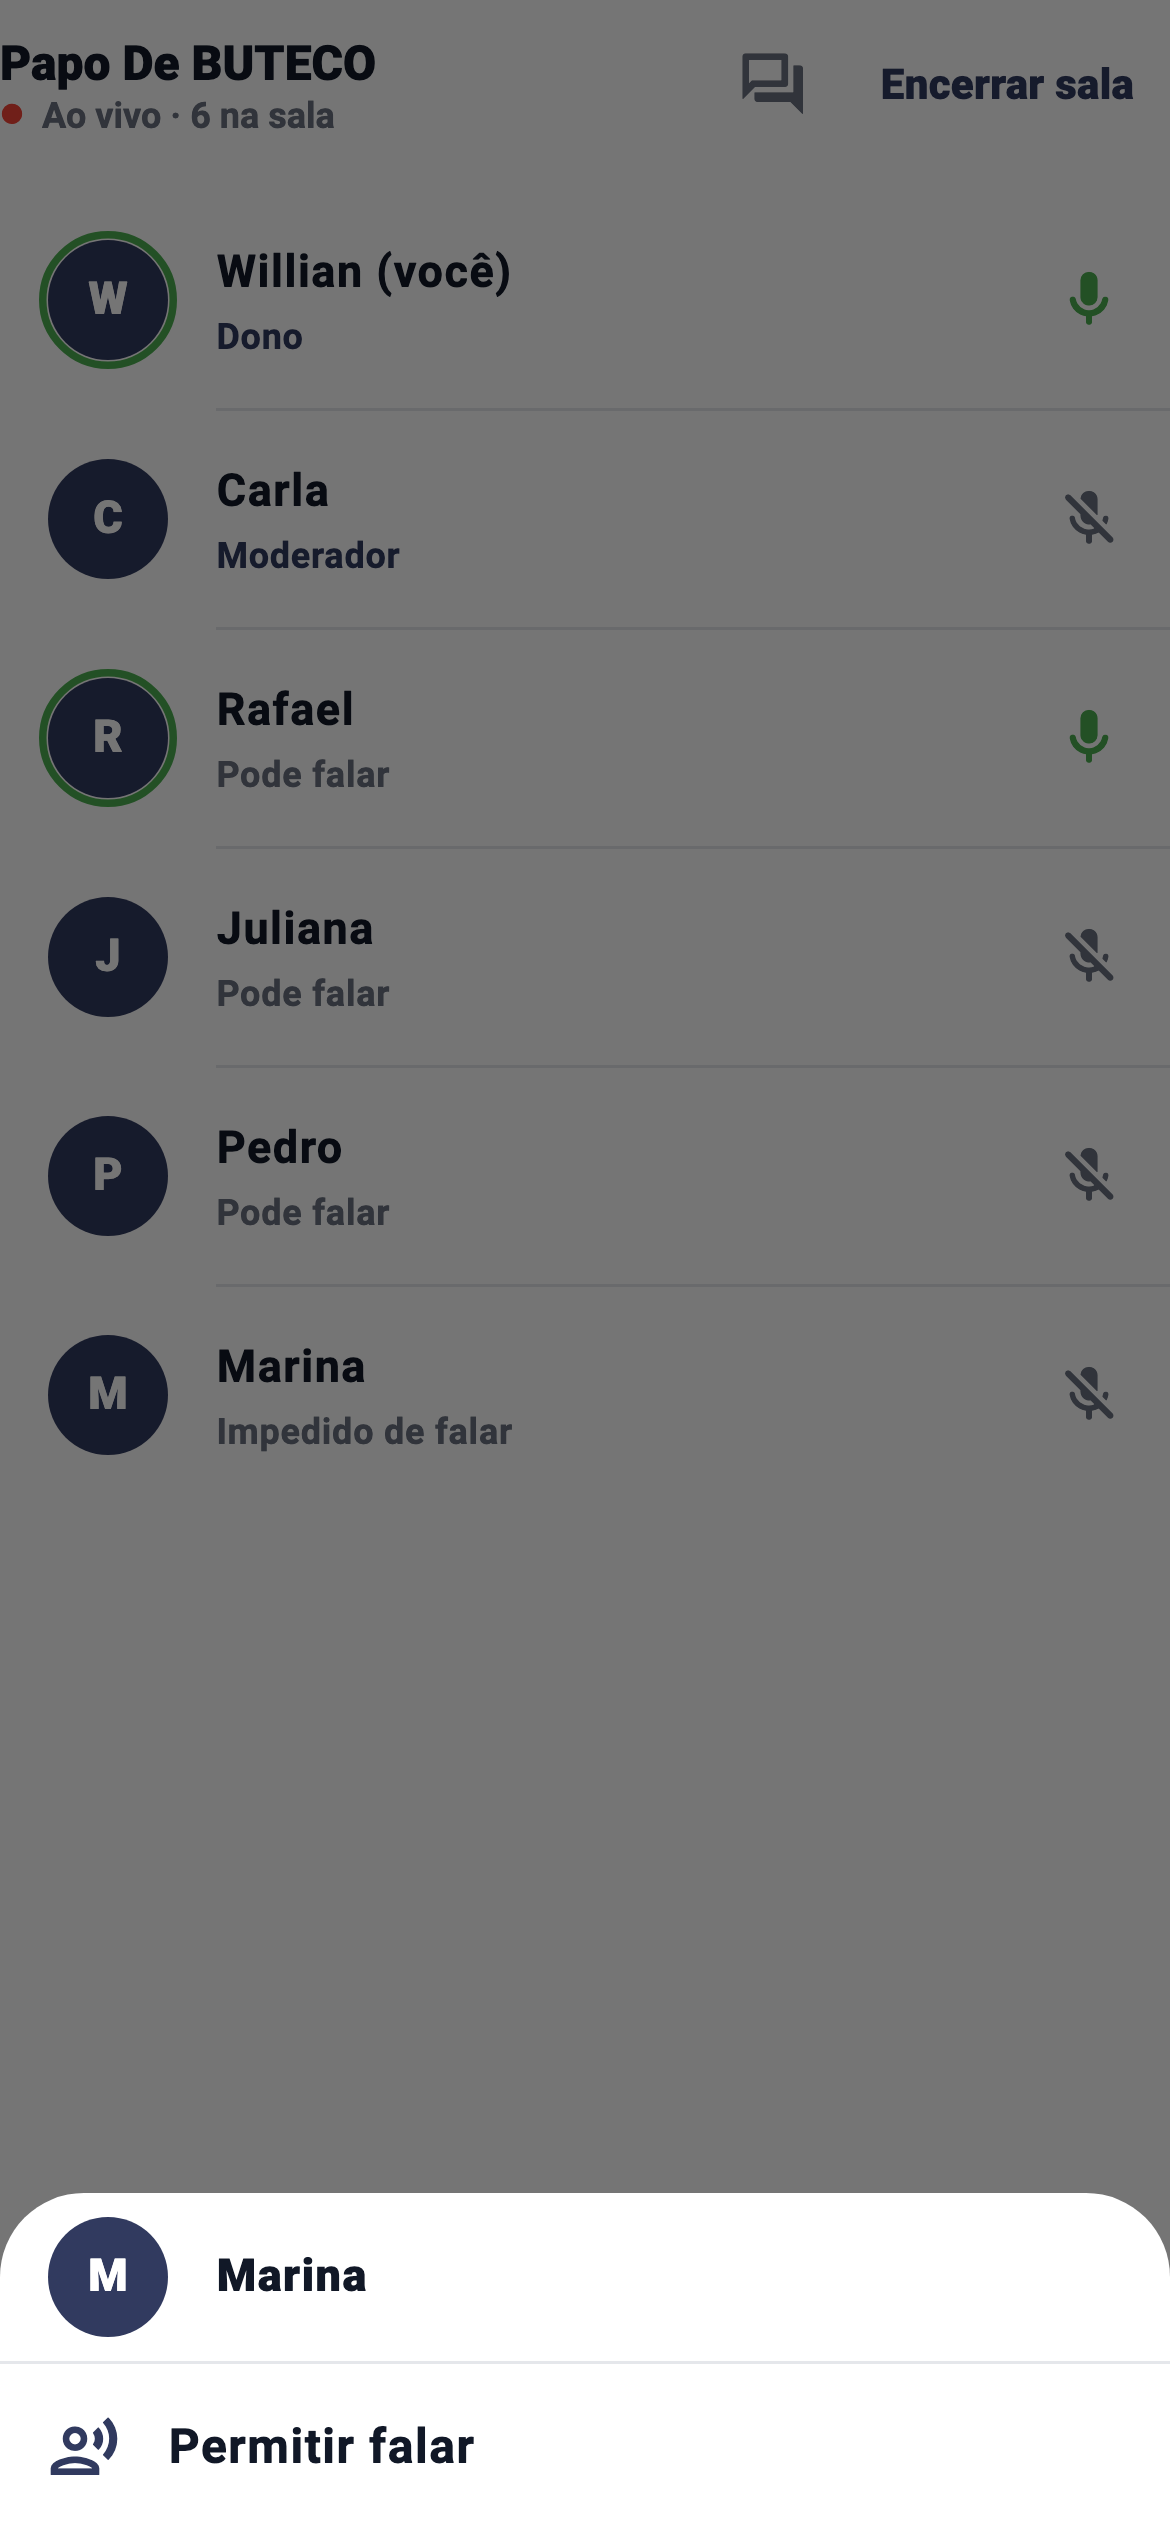 Papo De BUTECO
Ao vivo · 6 na sala
Encerrar sala
W
Willian (você)
Dono
C
Carla
Moderador
R
Rafael
Pode falar
J
Juliana
Pode falar
P
Pedro
Pode falar
M
Marina
Impedido de falar
M
Marina
Permitir falar